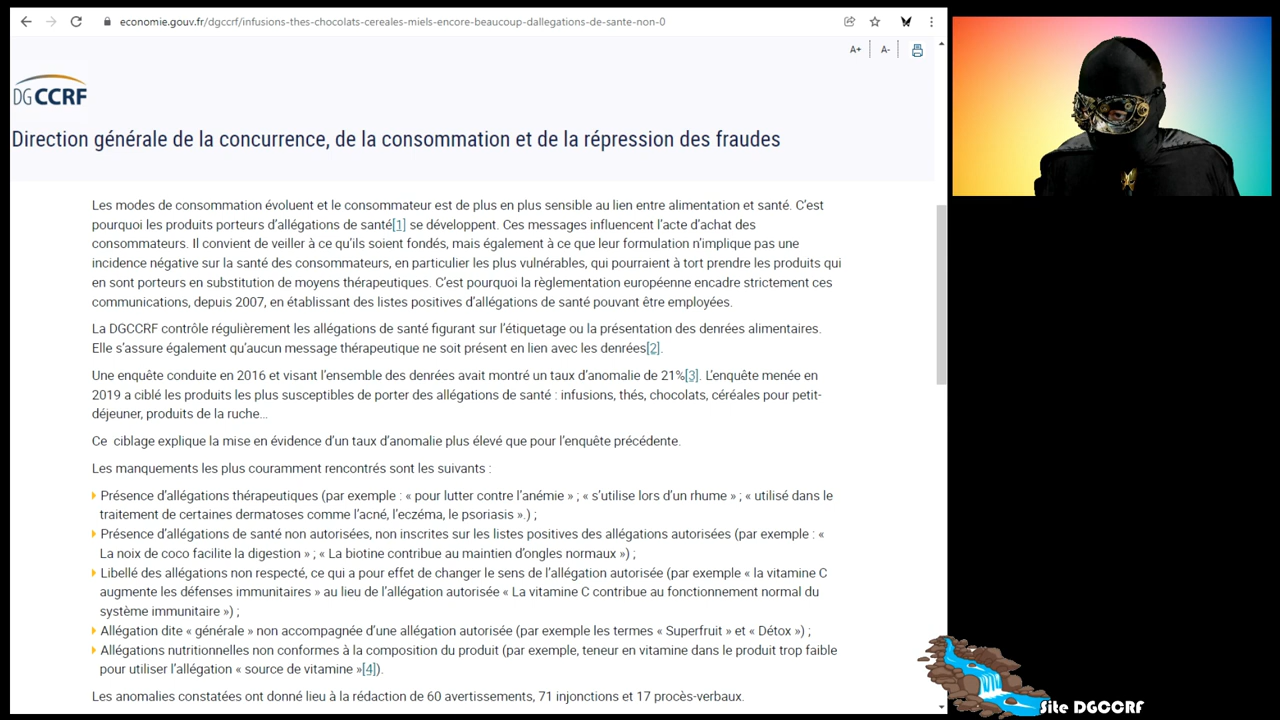 economie.gouv.fr/dgccrf/infusions-thes-chocolats-cereales-miels-encore-beaucoup-dallegations-de-sante-non-0
A+ A-
DG CCRF
Direction générale de la concurrence, de la consommation et de la répression des fraudes
Les modes de consommation évoluent et le consommateur est de plus en plus sensible au lien entre alimentation et santé. C’est
pourquoi les produits porteurs d’allégations de santé[1] se développent. Ces messages influencent l’acte d’achat des
consommateurs. Il convient de veiller à ce qu’ils soient fondés, mais également à ce que leur formulation n’implique pas une
incidence négative sur la santé des consommateurs, en particulier les plus vulnérables, qui pourraient à tort prendre les produits qui
en sont porteurs en substitution de moyens thérapeutiques. C’est pourquoi la règlementation européenne encadre strictement ces
communications, depuis 2007, en établissant des listes positives d’allégations de santé pouvant être employées.
La DGCCRF contrôle régulièrement les allégations de santé figurant sur l’étiquetage ou la présentation des denrées alimentaires.
Elle s’assure également qu’aucun message thérapeutique ne soit présent en lien avec les denrées[2].
Une enquête conduite en 2016 et visant l’ensemble des denrées avait montré un taux d’anomalie de 21%[3]. L’enquête menée en
2019 a ciblé les produits les plus susceptibles de porter des allégations de santé : infusions, thés, chocolats, céréales pour petit-
déjeuner, produits de la ruche…
Ce ciblage explique la mise en évidence d’un taux d’anomalie plus élevé que pour l’enquête précédente.
Les manquements les plus couramment rencontrés sont les suivants :
Présence d’allégations thérapeutiques (par exemple : « pour lutter contre l’anémie » ; « s’utilise lors d’un rhume » ; « utilisé dans le
traitement de certaines dermatoses comme l’acné, l’eczéma, le psoriasis ».) ;
Présence d’allégations de santé non autorisées, non inscrites sur les listes positives des allégations autorisées (par exemple : «
La noix de coco facilite la digestion » ; « La biotine contribue au maintien d’ongles normaux ») ;
Libellé des allégations non respecté, ce qui a pour effet de changer le sens de l’allégation autorisée (par exemple « la vitamine C
augmente les défenses immunitaires » au lieu de l’allégation autorisée « La vitamine C contribue au fonctionnement normal du
système immunitaire ») ;
Allégation dite « générale » non accompagnée d’une allégation autorisée (par exemple les termes « Superfruit » et « Détox ») ;
Allégations nutritionnelles non conformes à la composition du produit (par exemple, teneur en vitamine dans le produit trop faible
pour utiliser l’allégation « source de vitamine »[4]).
Les anomalies constatées ont donné lieu à la rédaction de 60 avertissements, 71 injonctions et 17 procès-verbaux.
Site DGCCRF